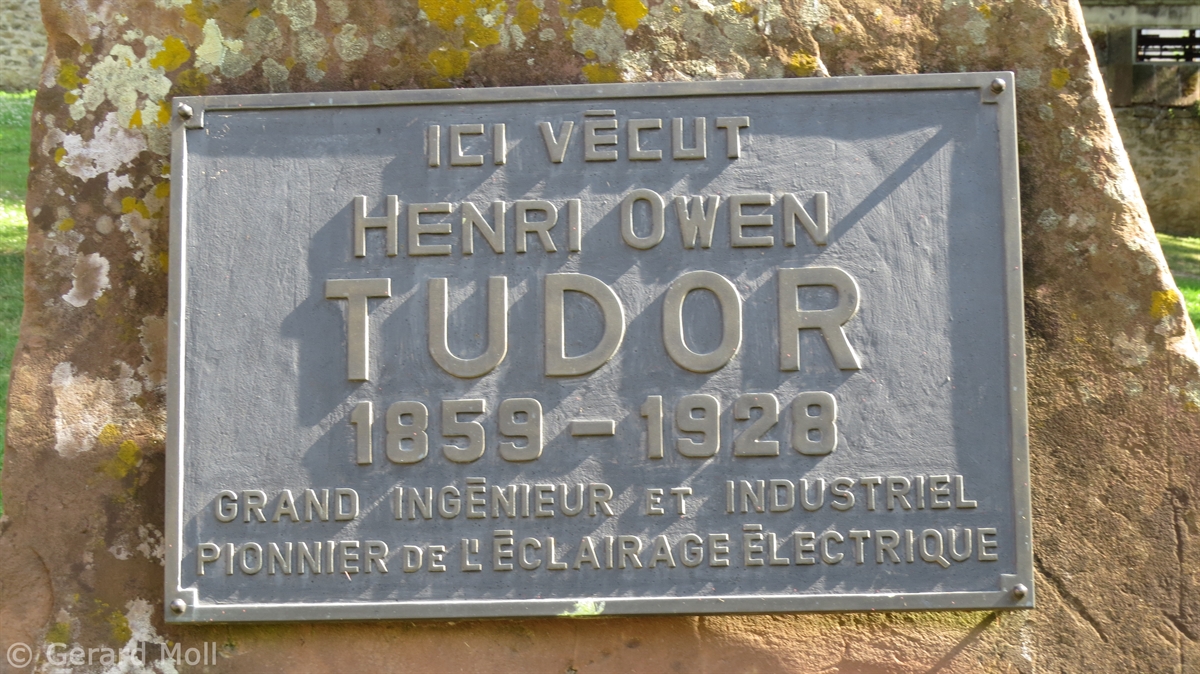 ICI VÉCUT
HENRI OWEN
TUDOR
1859 – 1928
GRAND INGÉNIEUR ET INDUSTRIEL
PIONNIER DE L'ÉCLAIRAGE ÉLECTRIQUE
© Gerard Moll